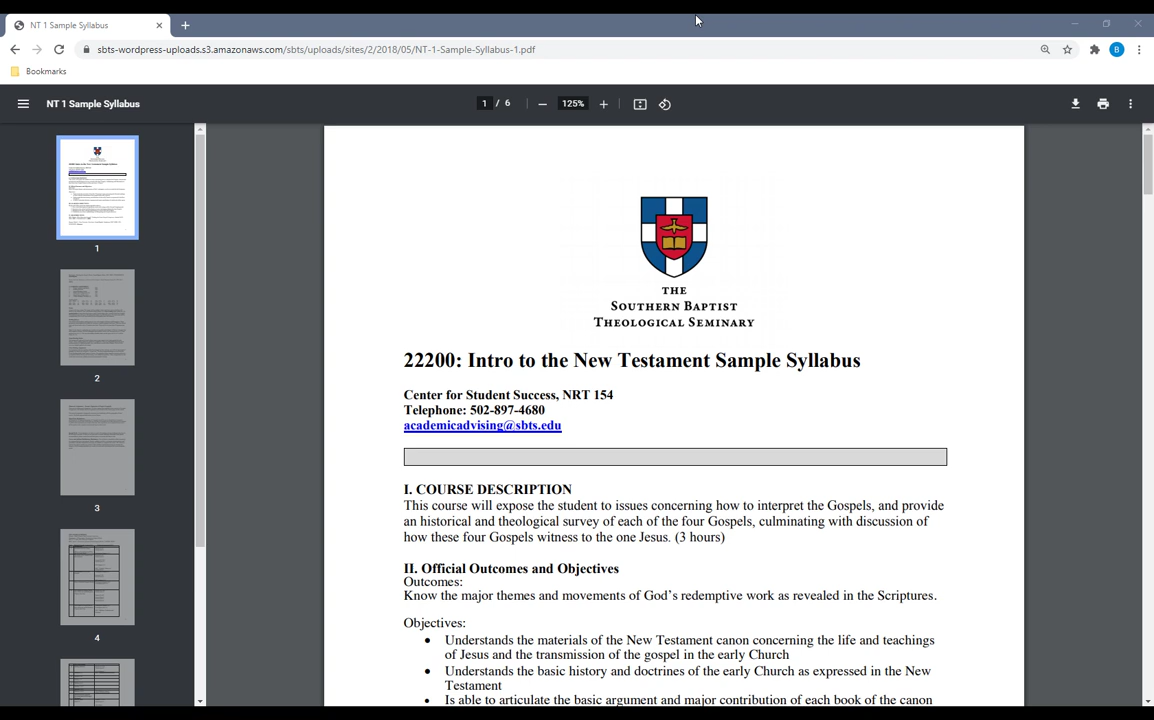 NT 1 Sample Syllabus
sbts-wordpress-uploads.s3.amazonaws.com/sbts/uploads/sites/2/2018/05/NT-1-Sample-Syllabus-1.pdf
B
Bookmarks
NT 1 Sample Syllabus
1 / 6
125%
1
2
3
4
THE
SOUTHERN BAPTIST
THEOLOGICAL SEMINARY
22200: Intro to the New Testament Sample Syllabus
Center for Student Success, NRT 154
Telephone: 502-897-4680
academicadvising@sbts.edu
I. COURSE DESCRIPTION
This course will expose the student to issues concerning how to interpret the Gospels, and provide
an historical and theological survey of each of the four Gospels, culminating with discussion of
how these four Gospels witness to the one Jesus. (3 hours)
II. Official Outcomes and Objectives
Outcomes:
Know the major themes and movements of God's redemptive work as revealed in the Scriptures.
Objectives:
• Understands the materials of the New Testament canon concerning the life and teachings
of Jesus and the transmission of the gospel in the early Church
• Understands the basic history and doctrines of the early Church as expressed in the New
Testament
• Is able to articulate the basic argument and major contribution of each book of the canon